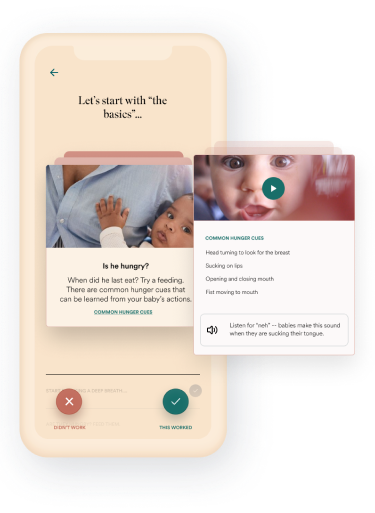 Let's start with "the
basics"...
Is he hungry?
When did he last eat? Try a feeding.
There are common hunger cues that
can be learned from your baby's actions.
COMMON HUNGER CUES
COMMON HUNGER CUES
Head turning to look for the breast
Sucking on lips
Opening and closing mouth
Fist moving to mouth
Listen for "neh" -- babies make this sound
when they are sucking their tongue.
A DEEP BREATH...
DIDN'T WORK
THIS WORKED